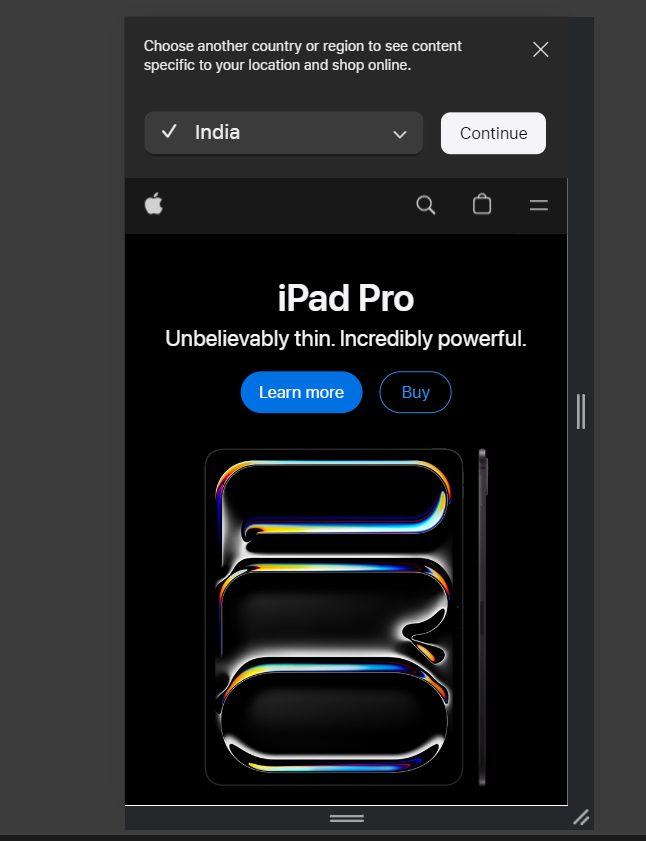 Choose another country or region to see content
specific to your location and shop online.
India
Continue
iPad Pro
Unbelievably thin. Incredibly powerful.
Learn more
Buy